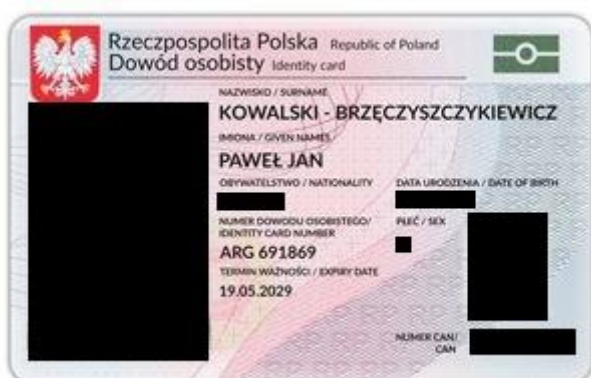 Rzeczpospolita Polska Republic of Poland
Dowód osobisty Identity card
NAZWISKO / SURNAME
KOWALSKI - BRZĘCZYSZCZYKIEWICZ
IMIONA / GIVEN NAMES
PAWEŁ JAN
OBYWATELSTWO / NATIONALITY DATA URODZENIA / DATE OF BIRTH
NUMER DOWODU OSOBISTEGO/ PŁEĆ / SEX
IDENTITY CARD NUMBER
ARG 691869
TERMIN WAŻNOŚCI / EXPIRY DATE
19.05.2029
NUMER CAN/
CAN